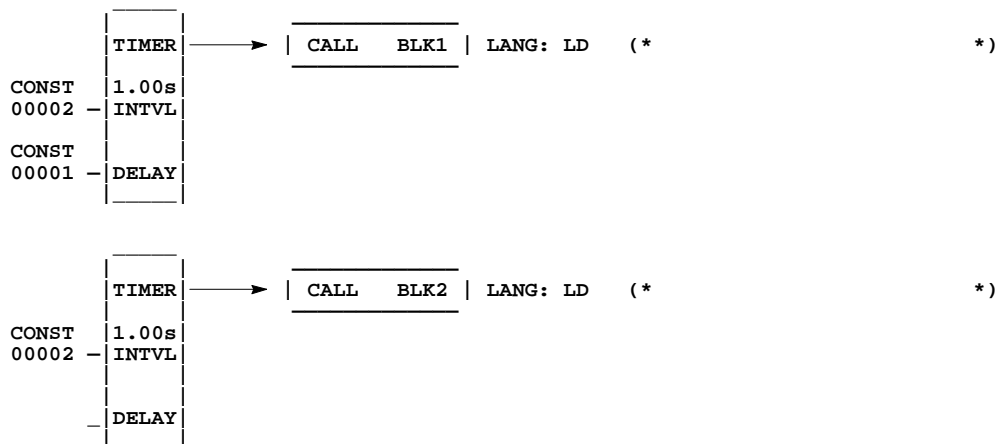 TIMER CALL BLK1 LANG: LD (* *)
CONST 1.00s
00002 INTVL
CONST
00001 DELAY
TIMER CALL BLK2 LANG: LD (* *)
CONST 1.00s
00002 INTVL
DELAY